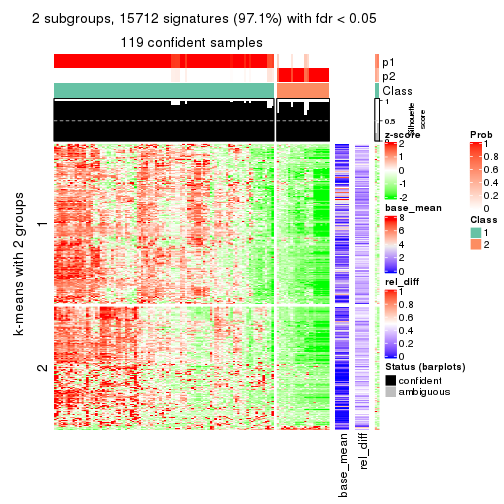 2 subgroups, 15712 signatures (97.1%) with fdr < 0.05
119 confident samples
p1
p2
Class
1
0.5
0
Silhouette
score
k-means with 2 groups
1
2
base_mean
rel_diff
z-score
2
1
0
-1
-2
base_mean
8
6
4
2
0
rel_diff
1
0.8
0.6
0.4
0.2
0
Status (barplots)
confident
ambiguous
Prob
1
0.8
0.6
0.4
0.2
0
Class
1
2